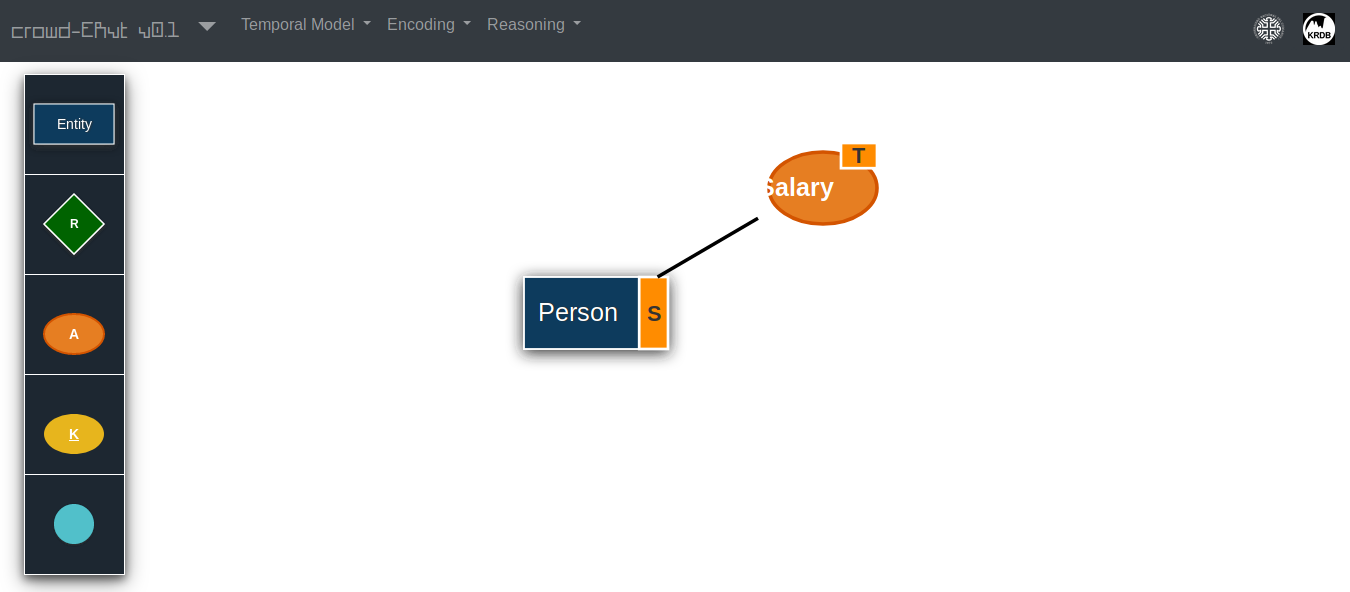 crowd-ERvt v0.1
Temporal Model
Encoding
Reasoning
KRDB
Entity
R
A
K
T
Salary
Person
S